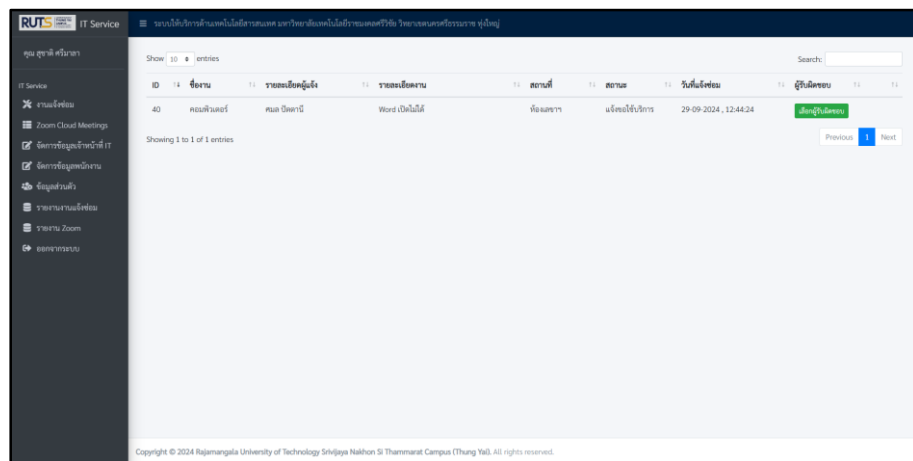 RUTS IT Service
ระบบให้บริการด้านเทคโนโลยีสารสนเทศ มหาวิทยาลัยเทคโนโลยีราชมงคลศรีวิชัย วิทยาเขตนครศรีธรรมราช ทุ่งใหญ่
คุณ สุชาติ ศรีมาลา
IT Service
งานแจ้งซ่อม
Zoom Cloud Meetings
จัดการข้อมูลเจ้าหน้าที่ IT
จัดการข้อมูลพนักงาน
ข้อมูลส่วนตัว
รายงานงานแจ้งซ่อม
รายงาน Zoom
ออกจากระบบ
Show 10 entries
Search:
ID ชื่องาน รายละเอียดผู้แจ้ง รายละเอียดงาน สถานที่ สถานะ วันที่แจ้งซ่อม ผู้รับผิดชอบ
40 คอมพิวเตอร์ ศมล ปัตตานี Word เปิดไม่ได้ ห้องเลขาฯ แจ้งขอใช้บริการ 29-09-2024 , 12:44:24 เลือกผู้รับผิดชอบ
Showing 1 to 1 of 1 entries
Previous 1 Next
Copyright © 2024 Rajamangala University of Technology Srivijaya Nakhon Si Thammarat Campus (Thung Yai). All rights reserved.